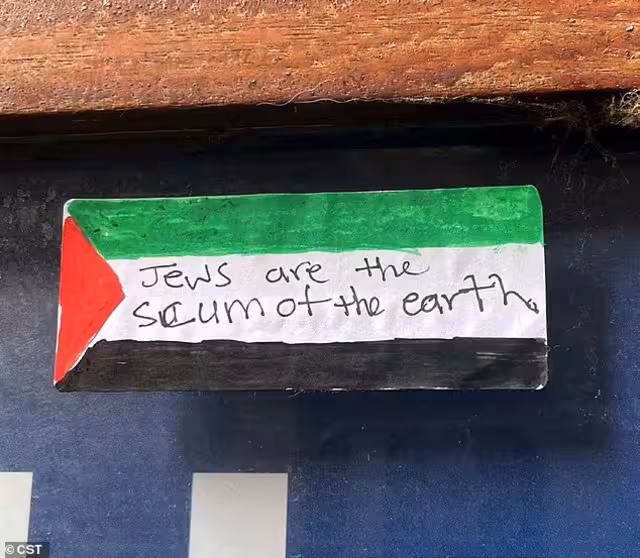 Jews are the
scum of the earth.
© CST